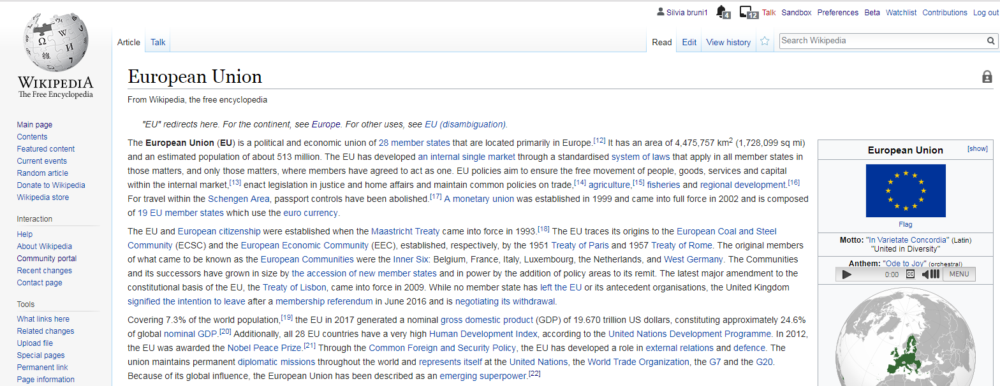 Silvia bruni1 4 12 Talk Sandbox Preferences Beta Watchlist Contributions Log out
Article Talk Read Edit View history Search Wikipedia
Ω W И 維 7
WIKIPEDIA
The Free Encyclopedia
Main page
Contents
Featured content
Current events
Random article
Donate to Wikipedia
Wikipedia store
Interaction
Help
About Wikipedia
Community portal
Recent changes
Contact page
Tools
What links here
Related changes
Upload file
Special pages
Permanent link
Page information
European Union
From Wikipedia, the free encyclopedia
"EU" redirects here. For the continent, see Europe. For other uses, see EU (disambiguation).
The European Union (EU) is a political and economic union of 28 member states that are located primarily in Europe.[12] It has an area of 4,475,757 km2 (1,728,099 sq mi)
and an estimated population of about 513 million. The EU has developed an internal single market through a standardised system of laws that apply in all member states in
those matters, and only those matters, where members have agreed to act as one. EU policies aim to ensure the free movement of people, goods, services and capital
within the internal market,[13] enact legislation in justice and home affairs and maintain common policies on trade,[14] agriculture,[15] fisheries and regional development.[16]
For travel within the Schengen Area, passport controls have been abolished.[17] A monetary union was established in 1999 and came into full force in 2002 and is composed
of 19 EU member states which use the euro currency.
The EU and European citizenship were established when the Maastricht Treaty came into force in 1993.[18] The EU traces its origins to the European Coal and Steel
Community (ECSC) and the European Economic Community (EEC), established, respectively, by the 1951 Treaty of Paris and 1957 Treaty of Rome. The original members
of what came to be known as the European Communities were the Inner Six: Belgium, France, Italy, Luxembourg, the Netherlands, and West Germany. The Communities
and its successors have grown in size by the accession of new member states and in power by the addition of policy areas to its remit. The latest major amendment to the
constitutional basis of the EU, the Treaty of Lisbon, came into force in 2009. While no member state has left the EU or its antecedent organisations, the United Kingdom
signified the intention to leave after a membership referendum in June 2016 and is negotiating its withdrawal.
Covering 7.3% of the world population,[19] the EU in 2017 generated a nominal gross domestic product (GDP) of 19.670 trillion US dollars, constituting approximately 24.6%
of global nominal GDP.[20] Additionally, all 28 EU countries have a very high Human Development Index, according to the United Nations Development Programme. In 2012,
the EU was awarded the Nobel Peace Prize.[21] Through the Common Foreign and Security Policy, the EU has developed a role in external relations and defence. The
union maintains permanent diplomatic missions throughout the world and represents itself at the United Nations, the World Trade Organization, the G7 and the G20.
Because of its global influence, the European Union has been described as an emerging superpower.[22]
European Union [show]
Flag
Motto: "In Varietate Concordia" (Latin)
"United in Diversity"
Anthem: "Ode to Joy" (orchestral)
0:00 CC MENU